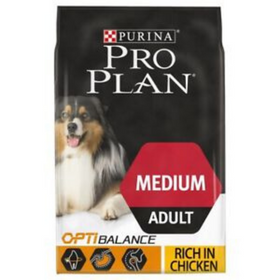 PURINA
PRO
PLAN
MEDIUM
ADULT
OPTIBALANCE
RICH IN
CHICKEN